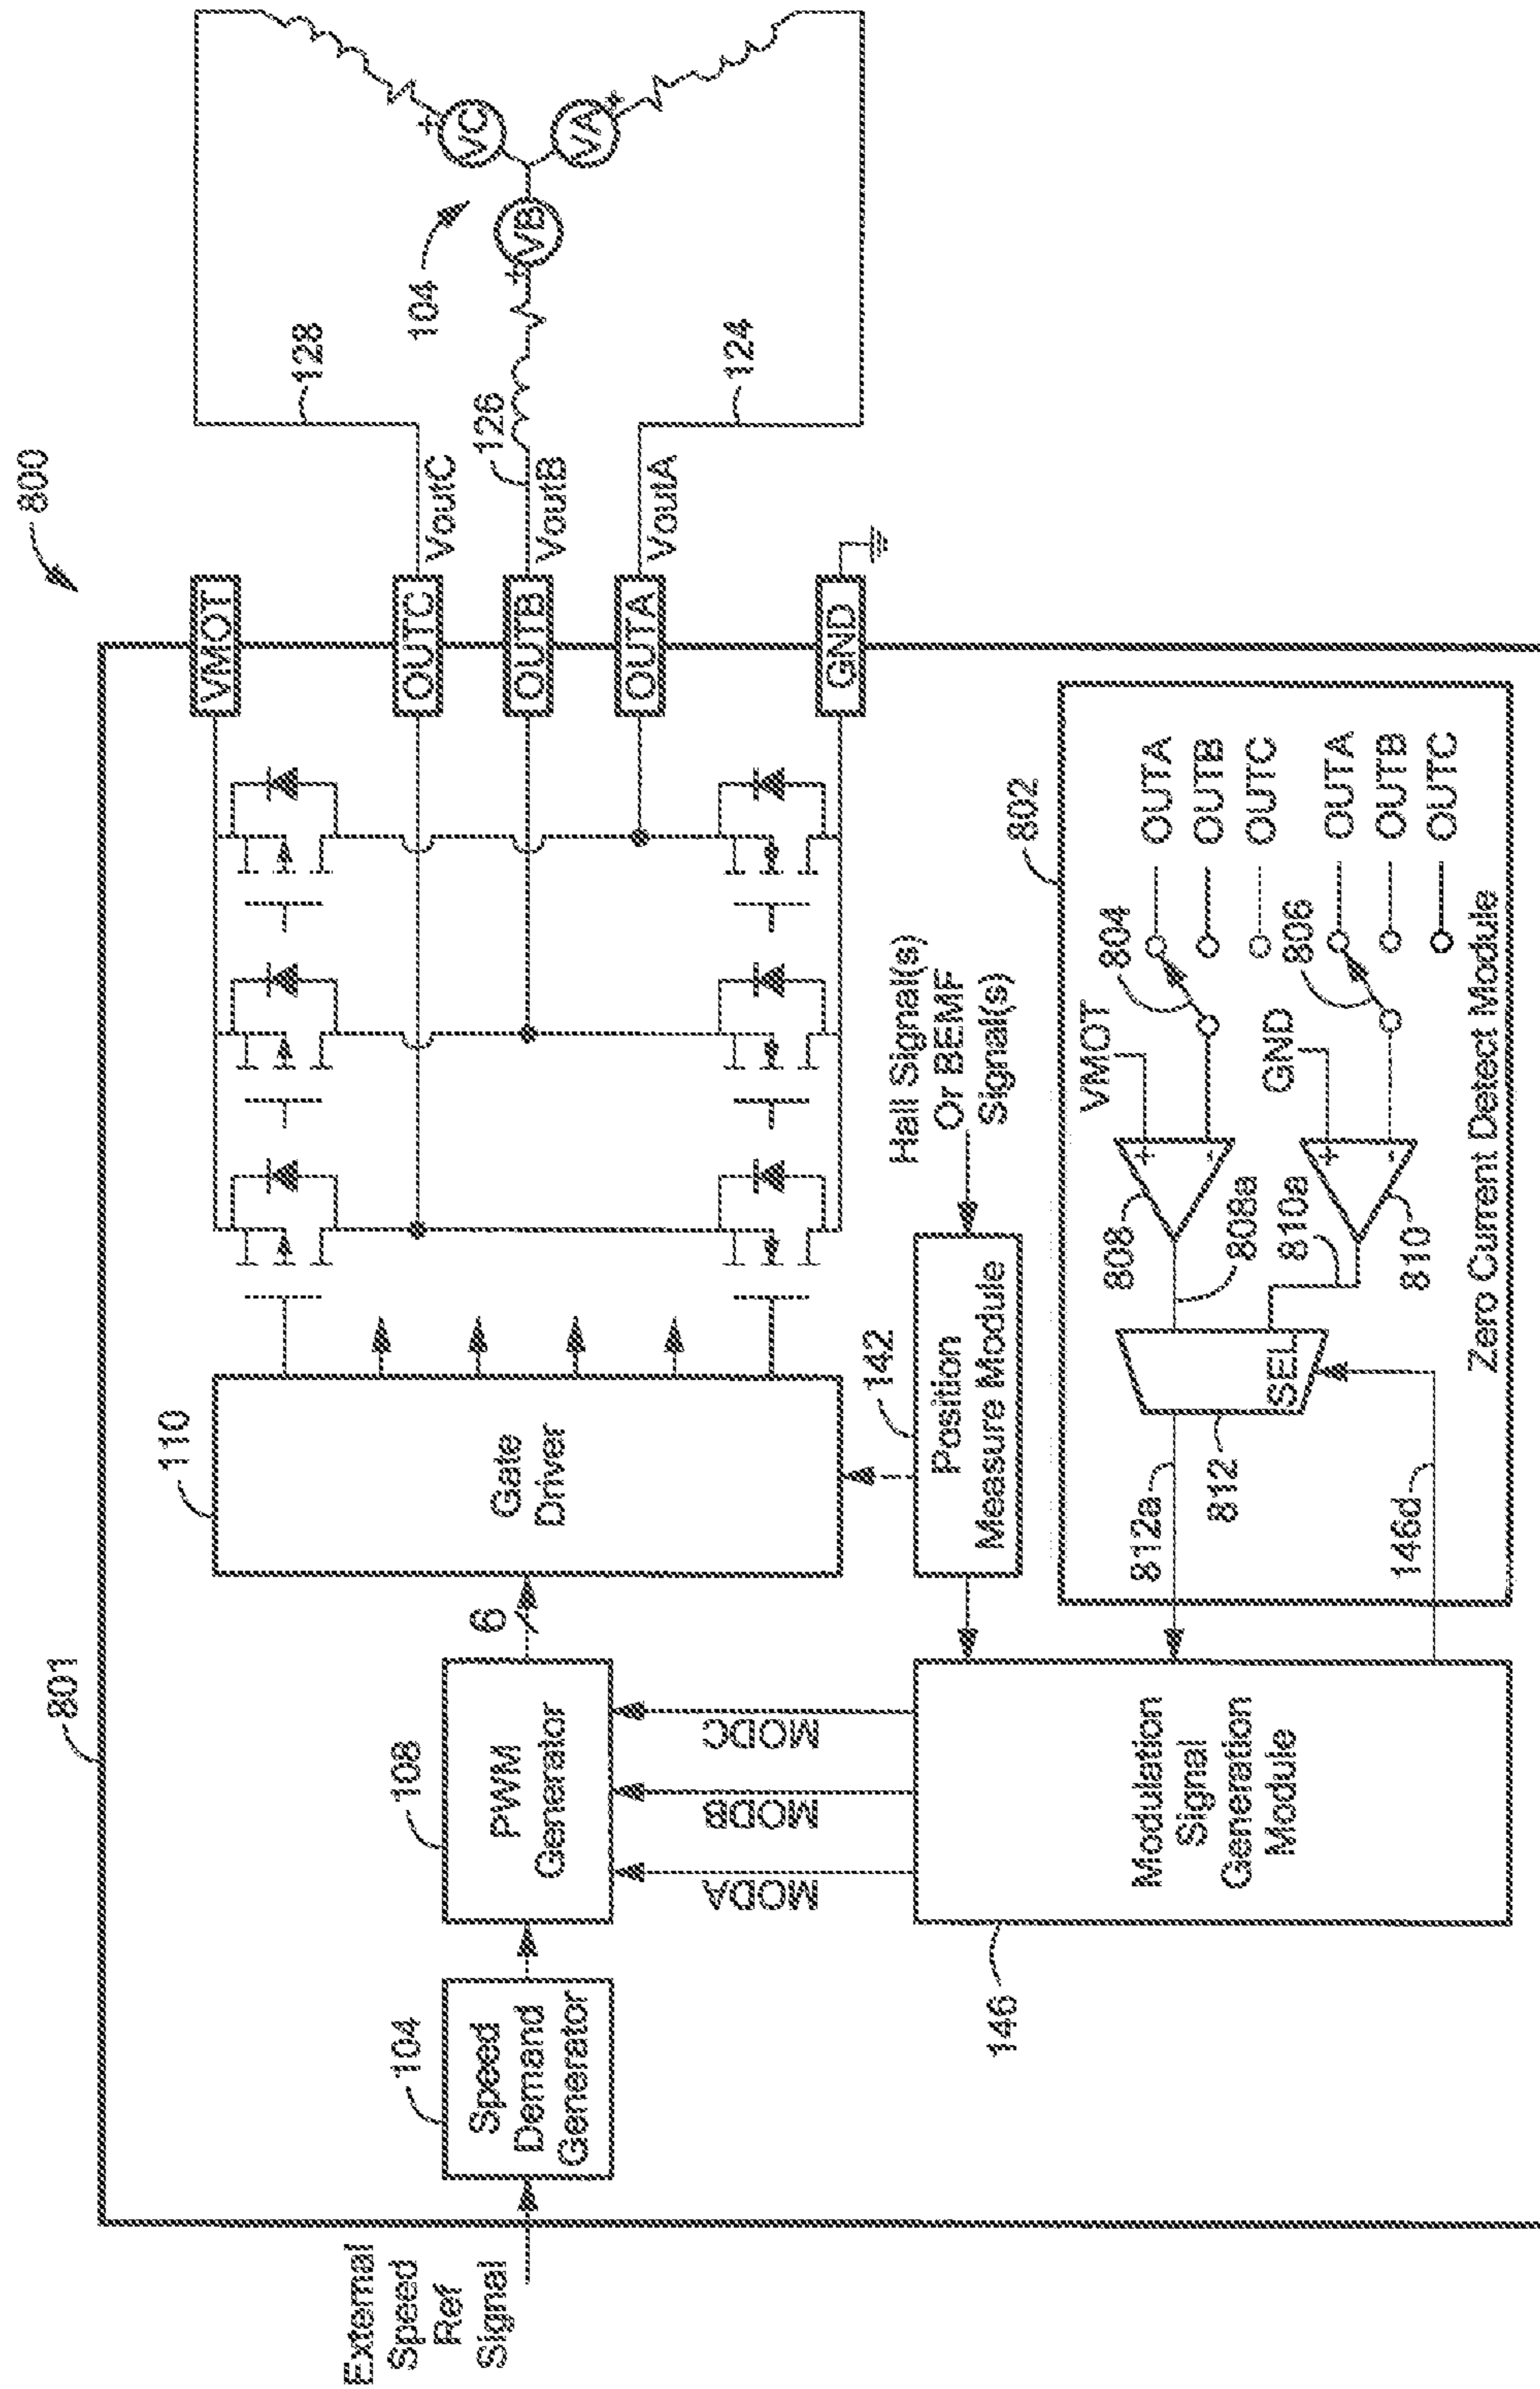 800
801
External
Speed
Ref
Signal
104
Speed
Demand
Generator
108
PWM
Generator
6
110
Gate
Driver
VMOT
OUTC
OUTB
OUTA
GND
VoutC
VoutB
VoutA
128
126
124
104
VC
VB
VA
+
+
+
MODA
MODB
MODC
146
Modulation
Signal
Generation
Module
142
Position
Measure Module
Hall Signal(s)
Or BEMF
Signal(s)
802
812a
146d
812
SEL
808
808a
810a
810
VMOT
+
-
GND
+
-
804
OUTA
OUTB
OUTC
806
OUTA
OUTB
OUTC
Zero Current Detect Module